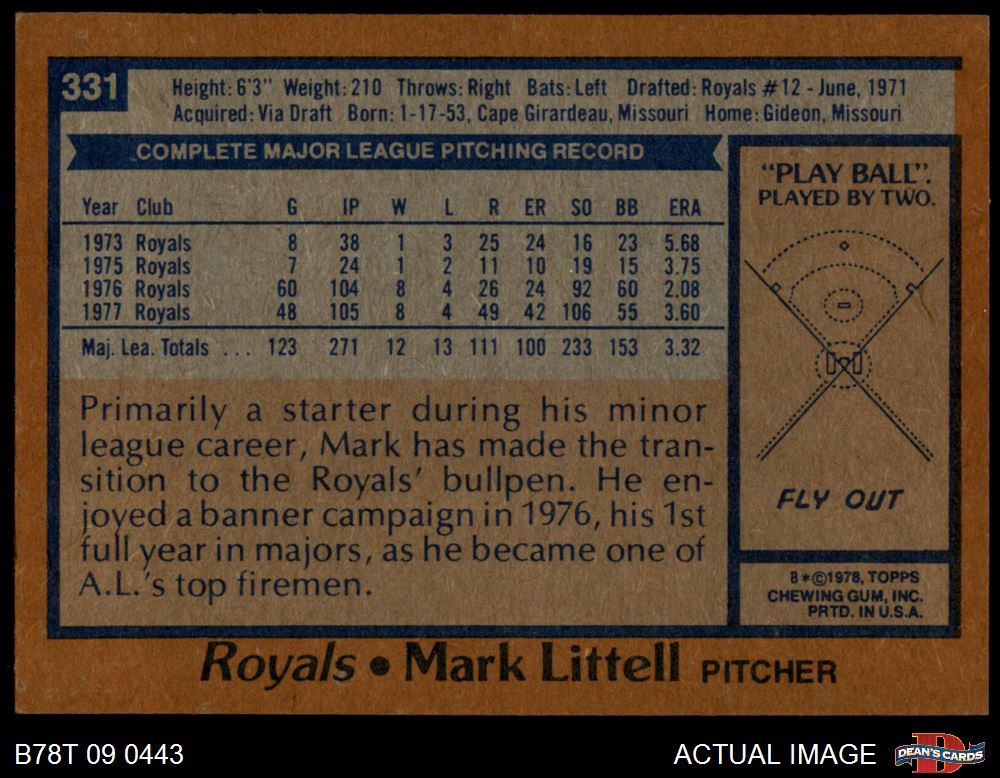 331
Height: 6'3" Weight: 210 Throws: Right Bats: Left Drafted: Royals #12 - June, 1971
Acquired: Via Draft Born: 1-17-53, Cape Girardeau, Missouri Home: Gideon, Missouri
COMPLETE MAJOR LEAGUE PITCHING RECORD
Year Club G IP W L R ER SO BB ERA
1973 Royals 8 38 1 3 25 24 16 23 5.68
1975 Royals 7 24 1 2 11 10 19 15 3.75
1976 Royals 60 104 8 4 26 24 92 60 2.08
1977 Royals 48 105 8 4 49 42 106 55 3.60
Maj. Lea. Totals ... 123 271 12 13 111 100 233 153 3.32
Primarily a starter during his minor
league career, Mark has made the tran-
sition to the Royals' bullpen. He en-
joyed a banner campaign in 1976, his 1st
full year in majors, as he became one of
A.L.'s top firemen.
"PLAY BALL".
PLAYED BY TWO.
FLY OUT
B*©1978, TOPPS
CHEWING GUM, INC.
PRTD. IN U.S.A.
Royals • Mark Littell PITCHER
B78T 09 0443
ACTUAL IMAGE
DEAN'S CARDS